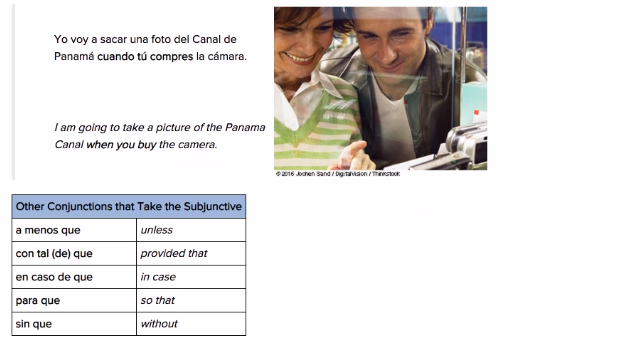 Yo voy a sacar una foto del Canal de
Panamá cuando tú compres la cámara.
I am going to take a picture of the Panama
Canal when you buy the camera.
© 2016 Jochen Sand / DigitalVision / Thinkstock
Other Conjunctions that Take the Subjunctive
a menos que unless
con tal (de) que provided that
en caso de que in case
para que so that
sin que without